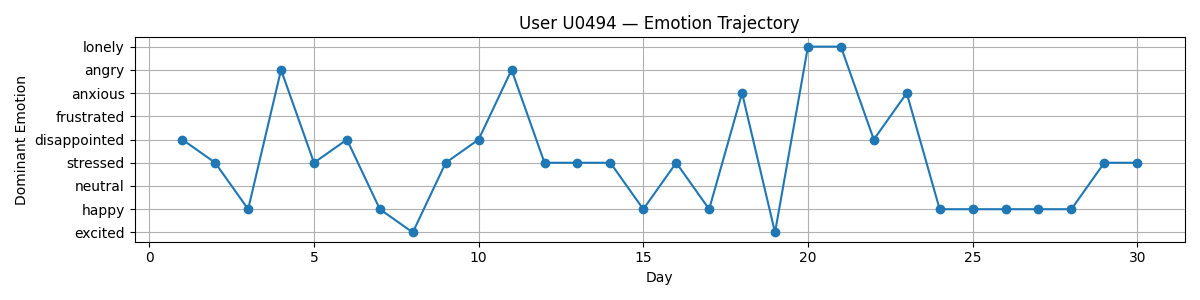 User U0494 — Emotion Trajectory
Dominant Emotion
lonely
angry
anxious
frustrated
disappointed
stressed
neutral
happy
excited
0 5 10 15 20 25 30
Day